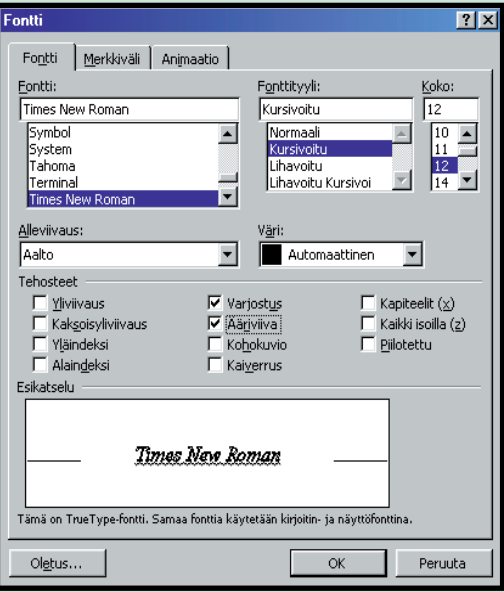 Fontti
Fontti Merkkiväli Animaatio
Fontti: Fonttityyli: Koko:
Times New Roman Kursivoitu 12
Symbol Normaali 10
System Kursivoitu 11
Tahoma Lihavoitu 12
Terminal Lihavoitu Kursivoi 14
Times New Roman
Alleviivaus: Väri:
Aalto Automaattinen
Tehosteet
Yliviivaus Varjostus Kapiteelit (x)
Kaksoisyliviivaus Ääriviiva Kaikki isoilla (z)
Yläindeksi Kohokuvio Piilotettu
Alaindeksi Kaiverrus
Esikatselu
Times New Roman
Tämä on TrueType-fontti. Samaa fonttia käytetään kirjoitin- ja näyttöfonttina.
Oletus... OK Peruuta